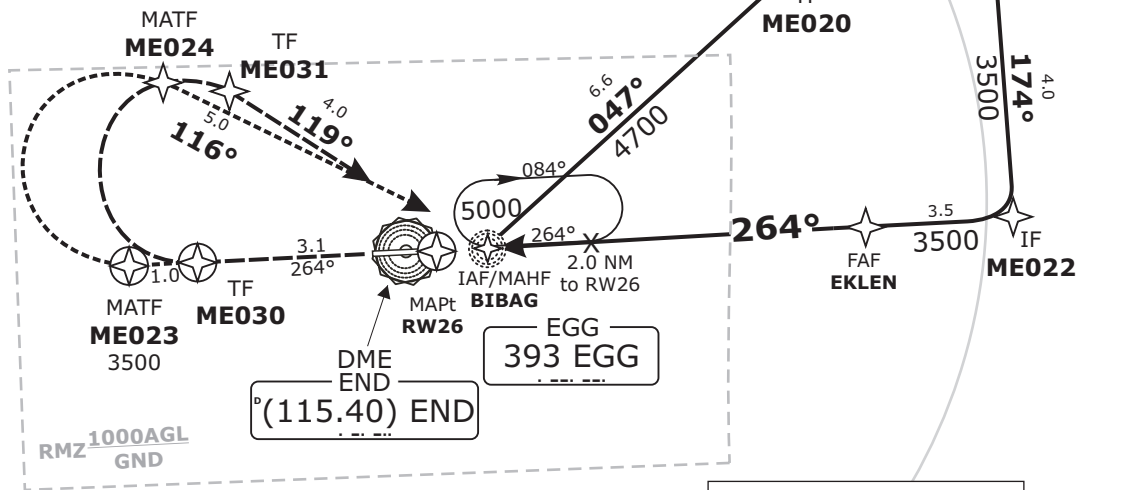 MATF
ME024
TF
ME031
ME020
4.0
119°
5.0
116°
6.6
047°
4700
3500
174°
4.0
084°
5000
264°
X
2.0 NM
to RW26
264°
3.5
3500
FAF
EKLEN
IF
ME022
IAF/MAHF
BIBAG
MAPt
RW26
3.1
264°
1.0
TF
ME030
MATF
ME023
3500
EGG
393 EGG
DME
END
D(115.40) END
RMZ 1000AGL
GND